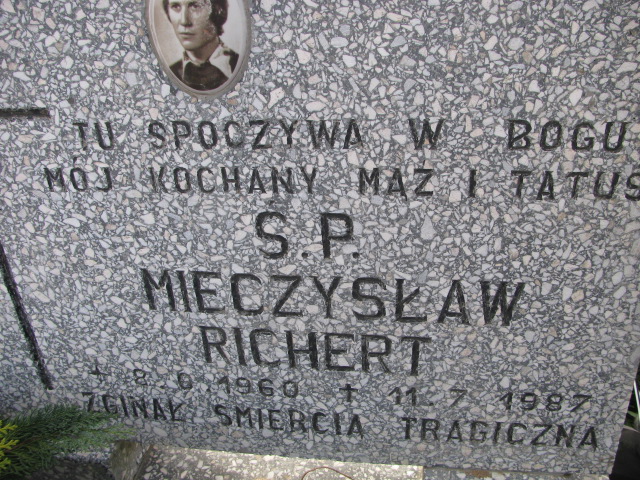 TU SPOCZYWA W BOGU
MÓJ KOCHANY MĄŻ I TATUŚ
Ś.P.
MIECZYSŁAW
RICHERT
* 8.6.1960 ✝ 11.7.1987
ZGINĄŁ ŚMIERCIĄ TRAGICZNĄ